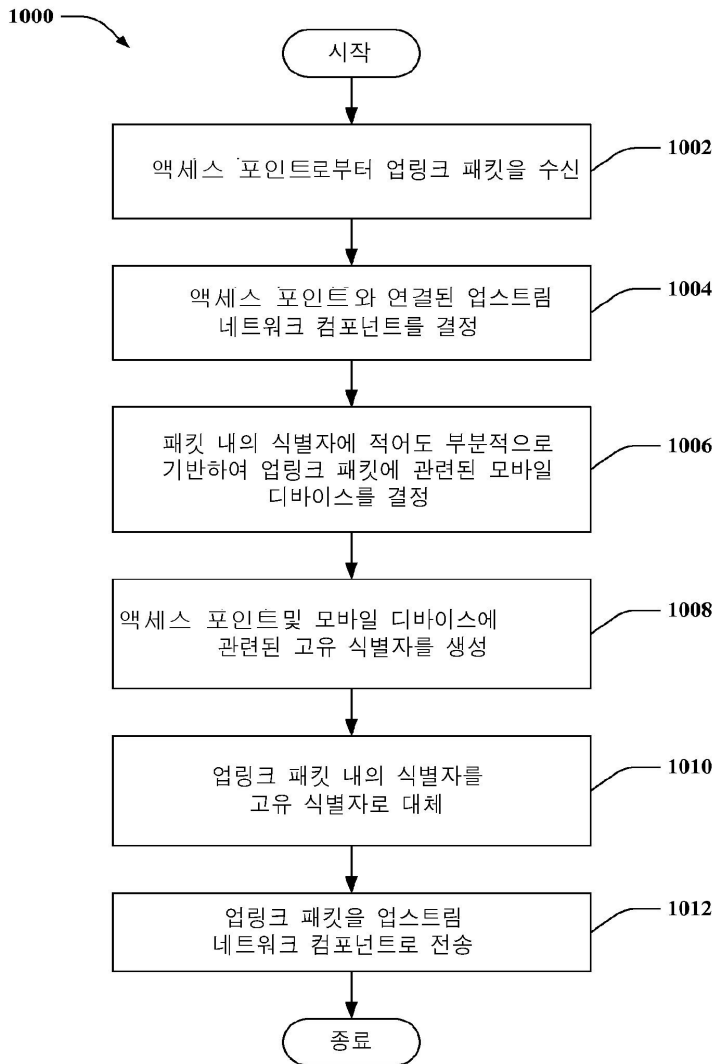 1000
시작
액세스 포인트로부터 업링크 패킷을 수신
1002
액세스 포인트와 연결된 업스트림
네트워크 컴포넌트를 결정
1004
패킷 내의 식별자에 적어도 부분적으로
기반하여 업링크 패킷에 관련된 모바일
디바이스를 결정
1006
액세스 포인트및 모바일 디바이스에
관련된 고유 식별자를 생성
1008
업링크 패킷 내의 식별자를
고유 식별자로 대체
1010
업링크 패킷을 업스트림
네트워크 컴포넌트로 전송
1012
종료